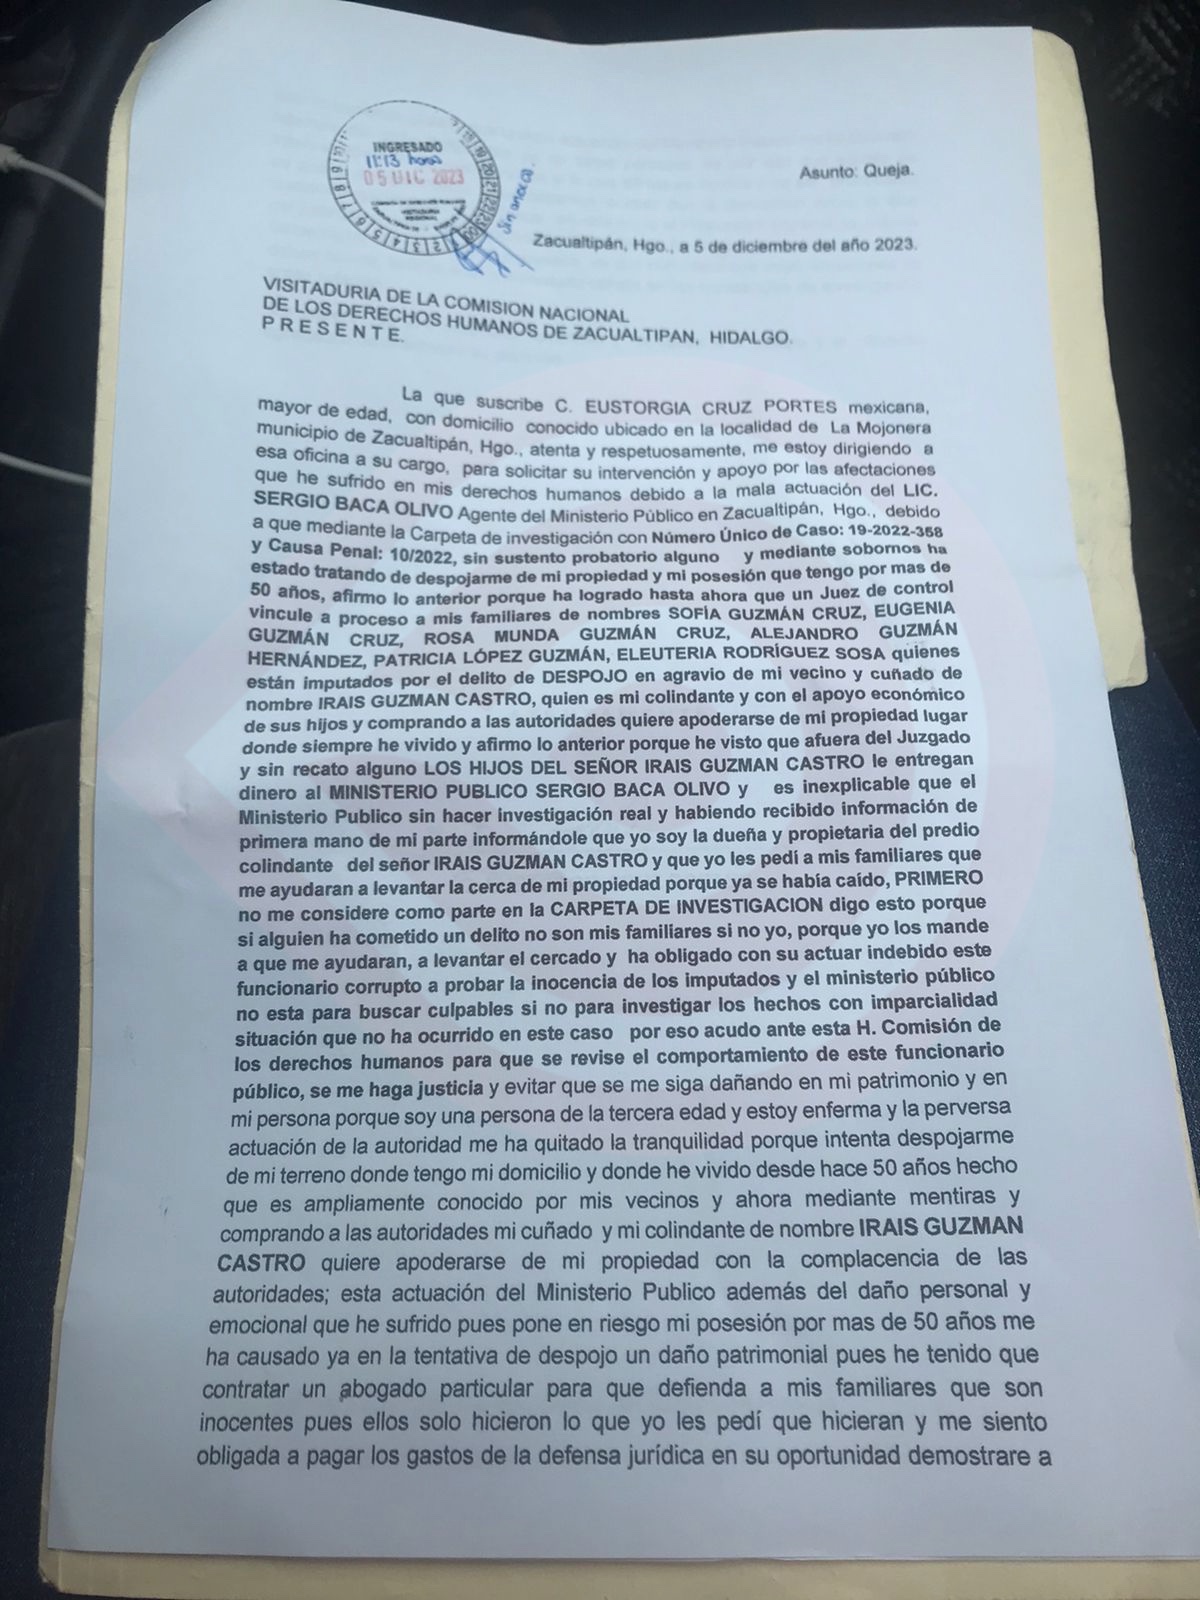 INGRESADO
11:13 horas
05 DIC 2023
Sin anexo.
Asunto: Queja.
Zacualtipán, Hgo., a 5 de diciembre del año 2023.
VISITADURIA DE LA COMISION NACIONAL
DE LOS DERECHOS HUMANOS DE ZACUALTIPAN, HIDALGO.
P R E S E N T E.
La que suscribe C. EUSTORGIA CRUZ PORTES mexicana,
mayor de edad, con domicilio conocido ubicado en la localidad de La Mojonera
municipio de Zacualtipán, Hgo., atenta y respetuosamente, me estoy dirigiendo a
esa oficina a su cargo, para solicitar su intervención y apoyo por las afectaciones
que he sufrido en mis derechos humanos debido a la mala actuación del LIC.
SERGIO BACA OLIVO Agente del Ministerio Público en Zacualtipán, Hgo., debido
a que mediante la Carpeta de investigación con Número Único de Caso: 19-2022-358
y Causa Penal: 10/2022, sin sustento probatorio alguno y mediante sobornos ha
estado tratando de despojarme de mi propiedad y mi posesión que tengo por mas de
50 años, afirmo lo anterior porque ha logrado hasta ahora que un Juez de control
vincule a proceso a mis familiares de nombres SOFÍA GUZMÁN CRUZ, EUGENIA
GUZMÁN CRUZ, ROSA MUNDA GUZMÁN CRUZ, ALEJANDRO GUZMÁN
HERNÁNDEZ, PATRICIA LÓPEZ GUZMÁN, ELEUTERIA RODRÍGUEZ SOSA quienes
están imputados por el delito de DESPOJO en agravio de mi vecino y cuñado de
nombre IRAIS GUZMAN CASTRO, quien es mi colindante y con el apoyo económico
de sus hijos y comprando a las autoridades quiere apoderarse de mi propiedad lugar
donde siempre he vivido y afirmo lo anterior porque he visto que afuera del Juzgado
y sin recato alguno LOS HIJOS DEL SEÑOR IRAIS GUZMAN CASTRO le entregan
dinero al MINISTERIO PUBLICO SERGIO BACA OLIVO y es inexplicable que el
Ministerio Publico sin hacer investigación real y habiendo recibido información de
primera mano de mi parte informándole que yo soy la dueña y propietaria del predio
colindante del señor IRAIS GUZMAN CASTRO y que yo les pedí a mis familiares que
me ayudaran a levantar la cerca de mi propiedad porque ya se había caído, PRIMERO
no me considere como parte en la CARPETA DE INVESTIGACION digo esto porque
si alguien ha cometido un delito no son mis familiares si no yo, porque yo los mande
a que me ayudaran, a levantar el cercado y ha obligado con su actuar indebido este
funcionario corrupto a probar la inocencia de los imputados y el ministerio público
no esta para buscar culpables si no para investigar los hechos con imparcialidad
situación que no ha ocurrido en este caso por eso acudo ante esta H. Comisión de
los derechos humanos para que se revise el comportamiento de este funcionario
público, se me haga justicia y evitar que se me siga dañando en mi patrimonio y en
mi persona porque soy una persona de la tercera edad y estoy enferma y la perversa
actuación de la autoridad me ha quitado la tranquilidad porque intenta despojarme
de mi terreno donde tengo mi domicilio y donde he vivido desde hace 50 años hecho
que es ampliamente conocido por mis vecinos y ahora mediante mentiras y
comprando a las autoridades mi cuñado y mi colindante de nombre IRAIS GUZMAN
CASTRO quiere apoderarse de mi propiedad con la complacencia de las
autoridades; esta actuación del Ministerio Publico además del daño personal y
emocional que he sufrido pues pone en riesgo mi posesión por mas de 50 años me
ha causado ya en la tentativa de despojo un daño patrimonial pues he tenido que
contratar un abogado particular para que defienda a mis familiares que son
inocentes pues ellos solo hicieron lo que yo les pedí que hicieran y me siento
obligada a pagar los gastos de la defensa jurídica en su oportunidad demostrare a